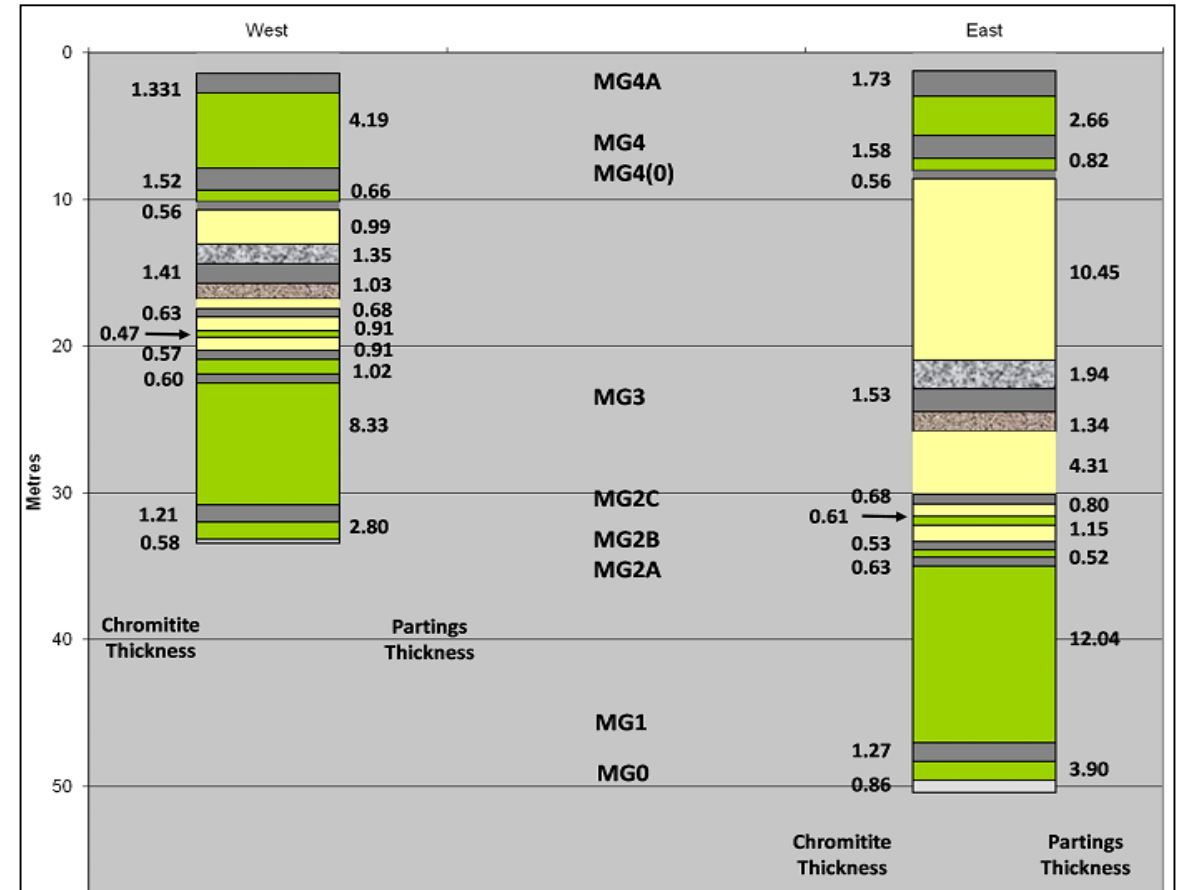 West
East
0
1.331
4.19
MG4A
1.73
2.66
MG4
1.58
0.82
1.52
0.66
MG4(0)
0.56
10
0.56
0.99
1.35
1.41
1.03
10.45
0.63
0.68
0.47
0.91
20
0.57
0.91
0.60
1.02
1.94
MG3
1.53
8.33
1.34
4.31
Metres
30
MG2C
0.68
0.80
1.21
2.80
0.61
1.15
0.58
MG2B
0.53
0.52
MG2A
0.63
Chromitite
Thickness
Partings
Thickness
40
12.04
MG1
1.27
MG0
3.90
50
0.86
Chromitite
Thickness
Partings
Thickness